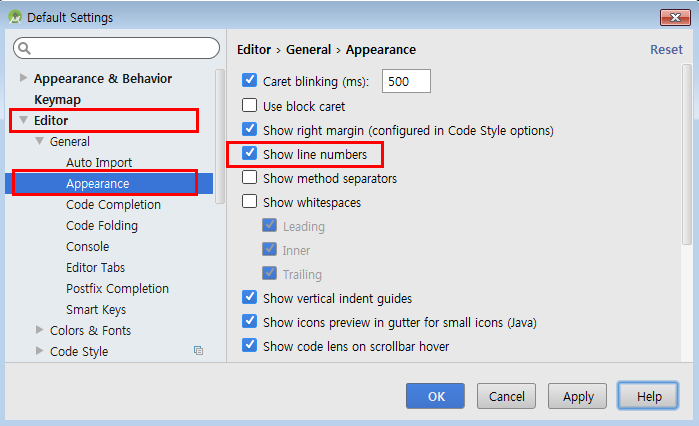 Default Settings
Appearance & Behavior
Keymap
Editor
General
Auto Import
Appearance
Code Completion
Code Folding
Console
Editor Tabs
Postfix Completion
Smart Keys
Colors & Fonts
Code Style
Editor › General › Appearance
Reset
Caret blinking (ms): 500
Use block caret
Show right margin (configured in Code Style options)
Show line numbers
Show method separators
Show whitespaces
Leading
Inner
Trailing
Show vertical indent guides
Show icons preview in gutter for small icons (Java)
Show code lens on scrollbar hover
OK
Cancel
Apply
Help